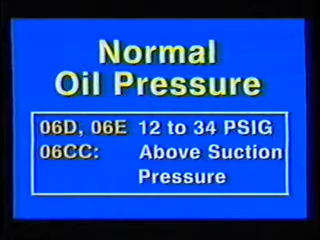 Normal
Oil Pressure
06D, 06E 12 to 34 PSIG
06CC: Above Suction
Pressure